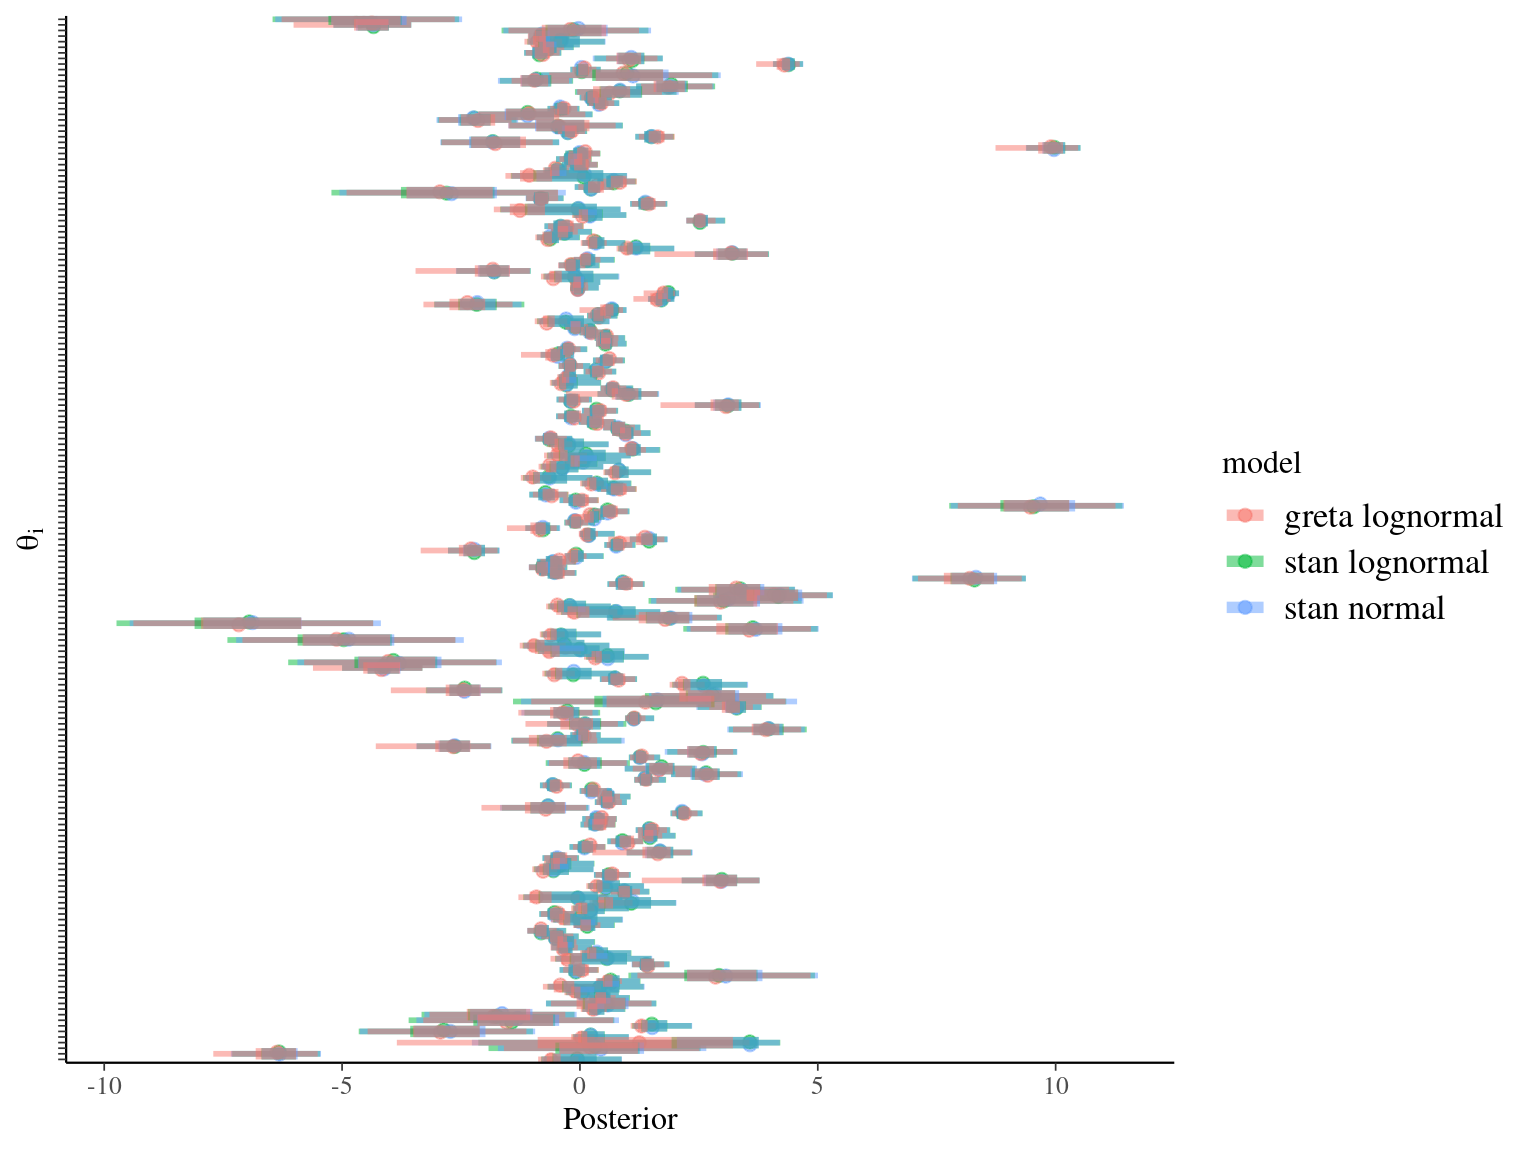 θi
-10 -5 0 5 10
Posterior
model
greta lognormal
stan lognormal
stan normal